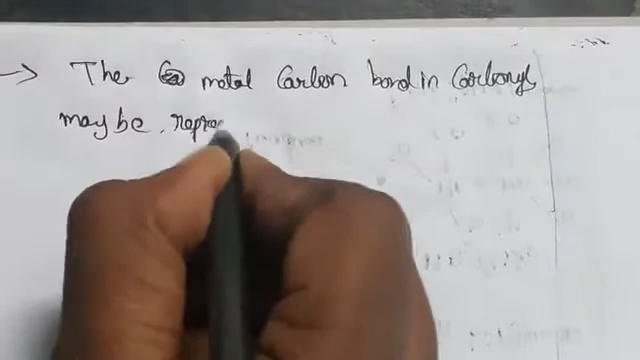 → The metal Carbon bond in Carbonyls
may be repre